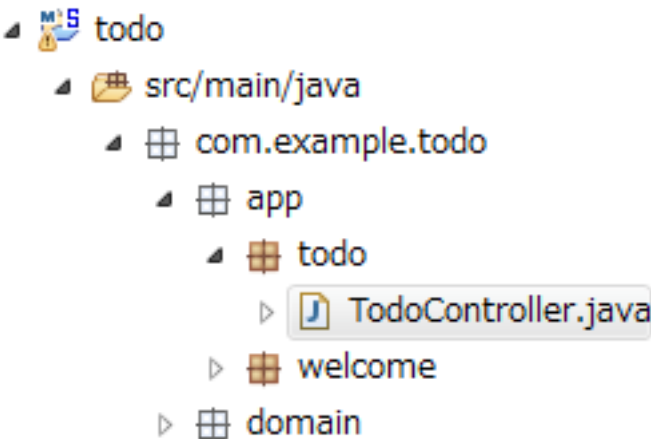 todo
src/main/java
com.example.todo
app
todo
TodoController.java
welcome
domain